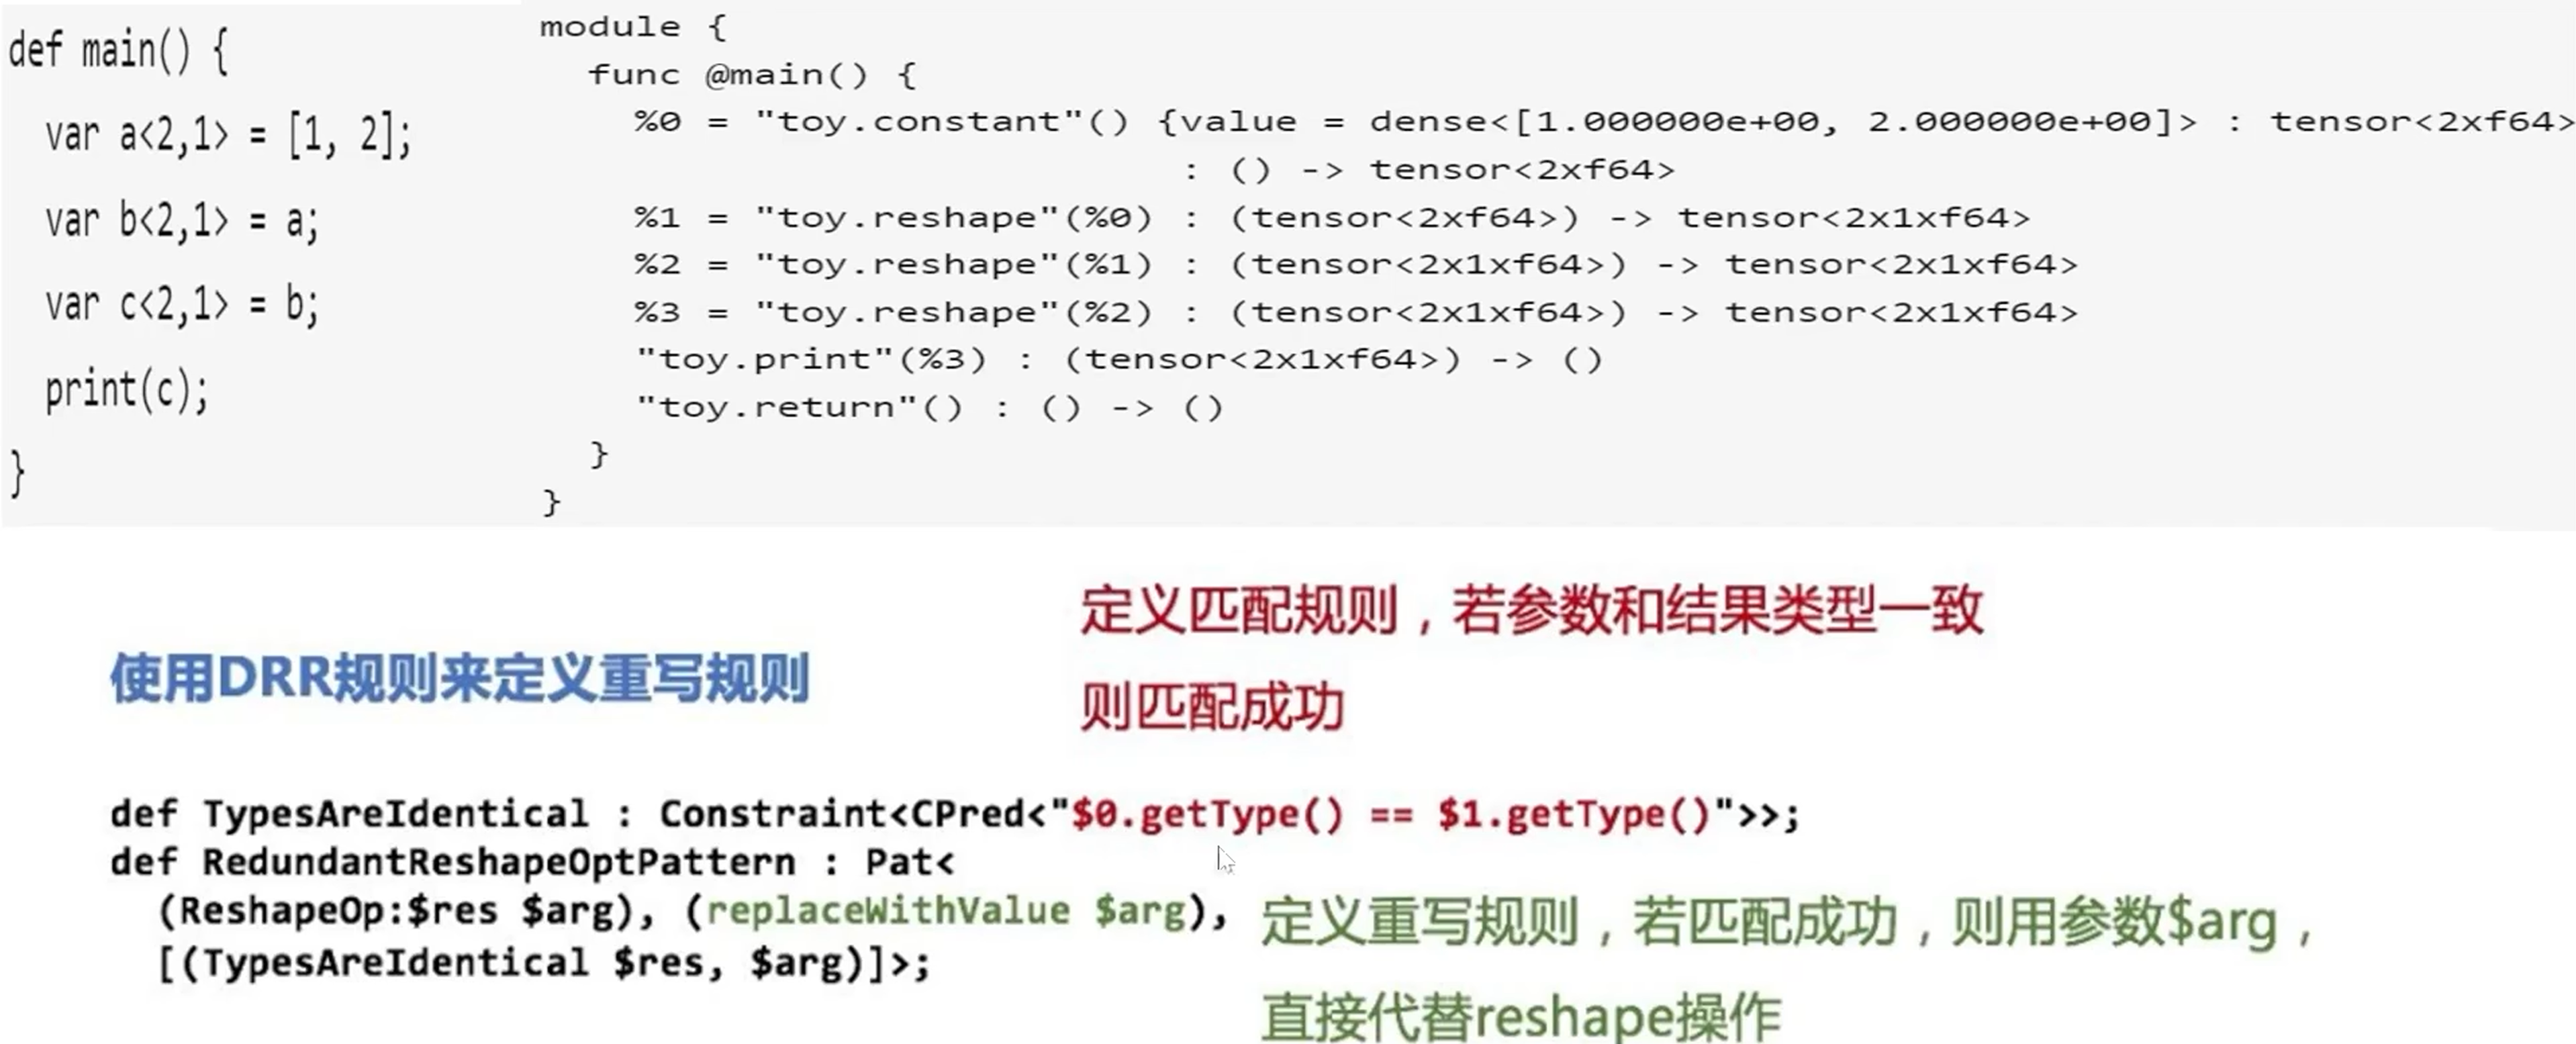 def main() {
var a<2,1> = [1, 2];
var b<2,1> = a;
var c<2,1> = b;
print(c);
}
module {
func @main() {
%0 = "toy.constant"() {value = dense<[1.000000e+00, 2.000000e+00]> : tensor<2xf64>
: () -> tensor<2xf64>
%1 = "toy.reshape"(%0) : (tensor<2xf64>) -> tensor<2x1xf64>
%2 = "toy.reshape"(%1) : (tensor<2x1xf64>) -> tensor<2x1xf64>
%3 = "toy.reshape"(%2) : (tensor<2x1xf64>) -> tensor<2x1xf64>
"toy.print"(%3) : (tensor<2x1xf64>) -> ()
"toy.return"() : () -> ()
}
}
使用DRR规则来定义重写规则
定义匹配规则，若参数和结果类型一致
则匹配成功
def TypesAreIdentical : Constraint<CPred<"$0.getType() == $1.getType()">>;
def RedundantReshapeOptPattern : Pat<
(ReshapeOp:$res $arg), (replaceWithValue $arg),
[(TypesAreIdentical $res, $arg)]>;
定义重写规则，若匹配成功，则用参数$arg，
直接代替reshape操作